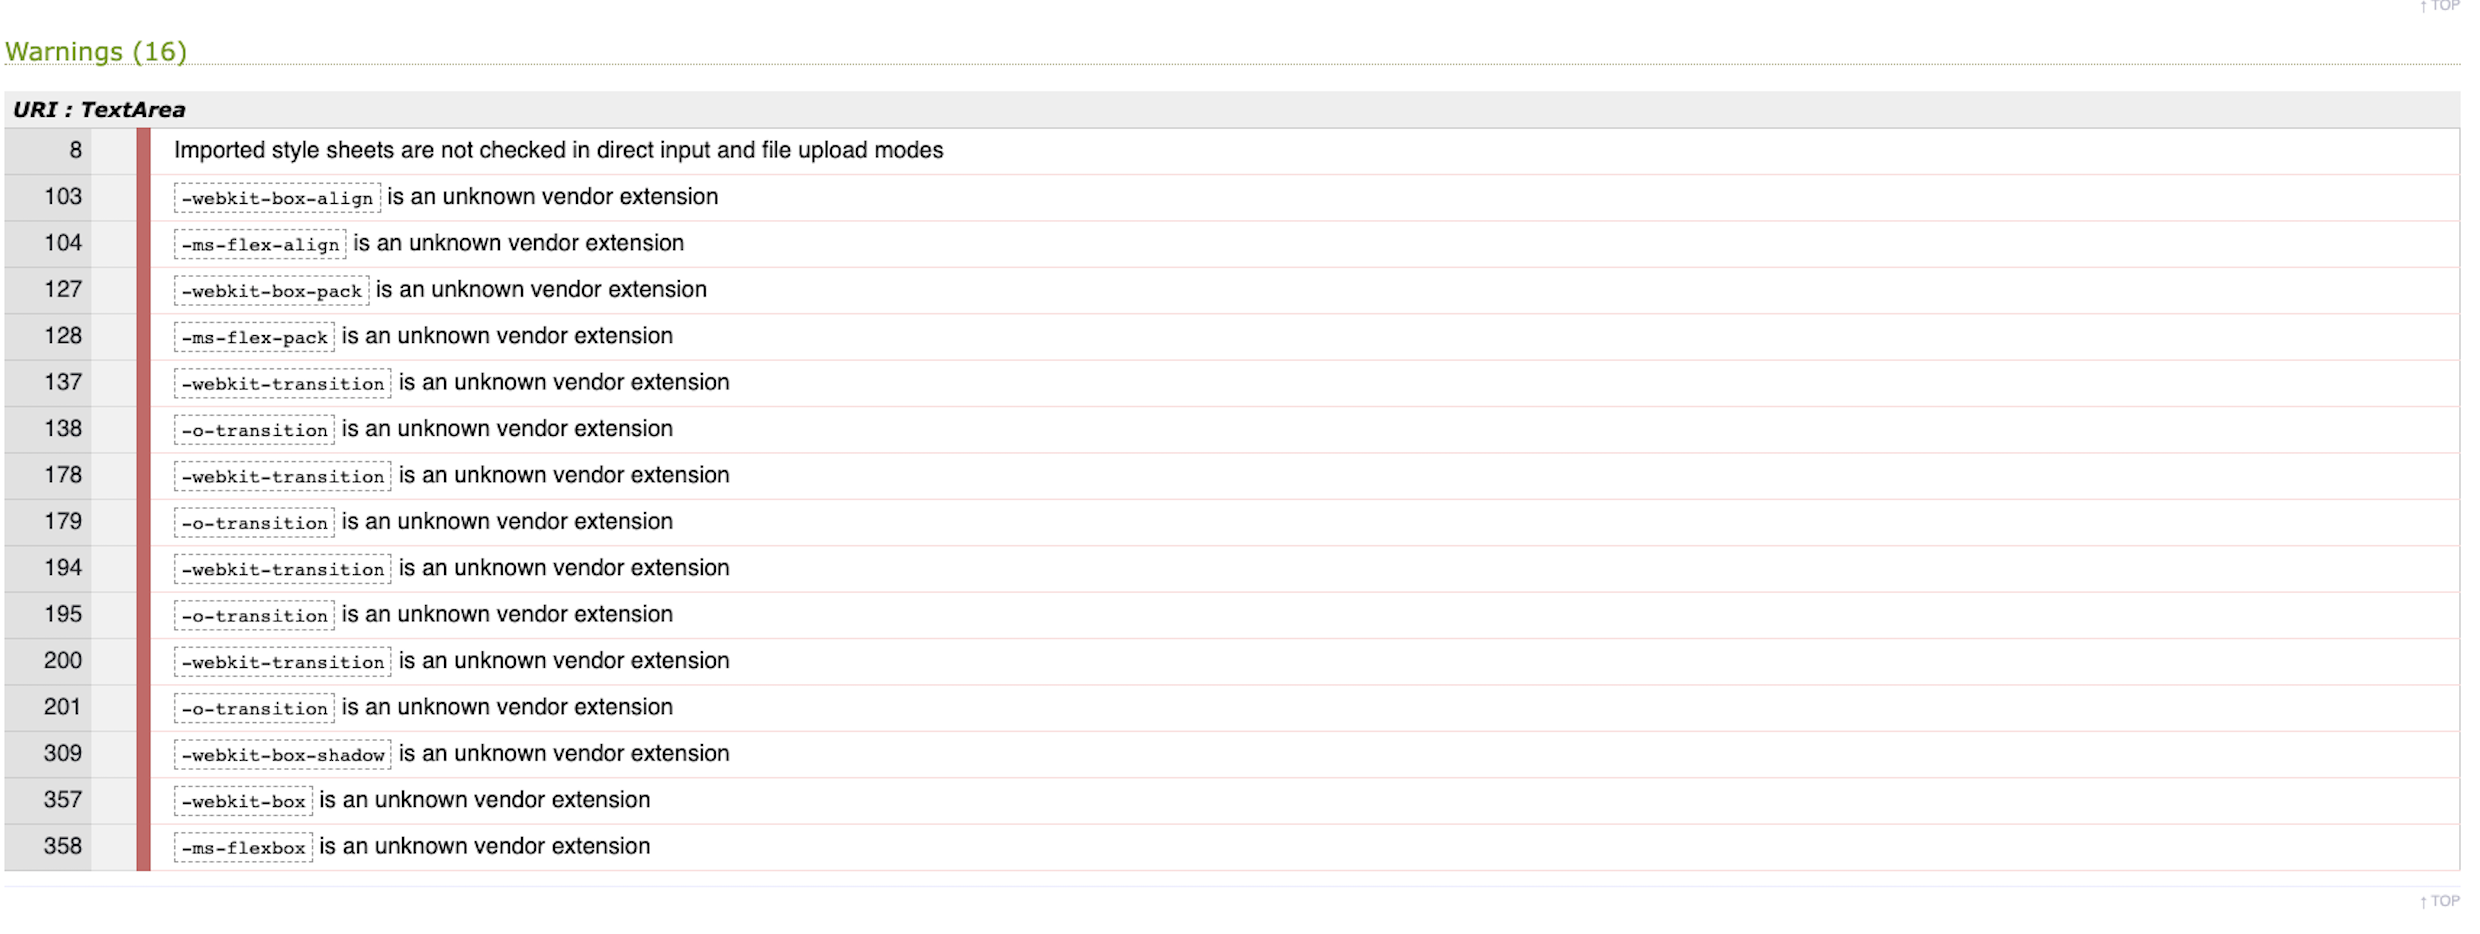 ↑ TOP
Warnings (16)
URI : TextArea
8 Imported style sheets are not checked in direct input and file upload modes
103 -webkit-box-align is an unknown vendor extension
104 -ms-flex-align is an unknown vendor extension
127 -webkit-box-pack is an unknown vendor extension
128 -ms-flex-pack is an unknown vendor extension
137 -webkit-transition is an unknown vendor extension
138 -o-transition is an unknown vendor extension
178 -webkit-transition is an unknown vendor extension
179 -o-transition is an unknown vendor extension
194 -webkit-transition is an unknown vendor extension
195 -o-transition is an unknown vendor extension
200 -webkit-transition is an unknown vendor extension
201 -o-transition is an unknown vendor extension
309 -webkit-box-shadow is an unknown vendor extension
357 -webkit-box is an unknown vendor extension
358 -ms-flexbox is an unknown vendor extension
↑ TOP